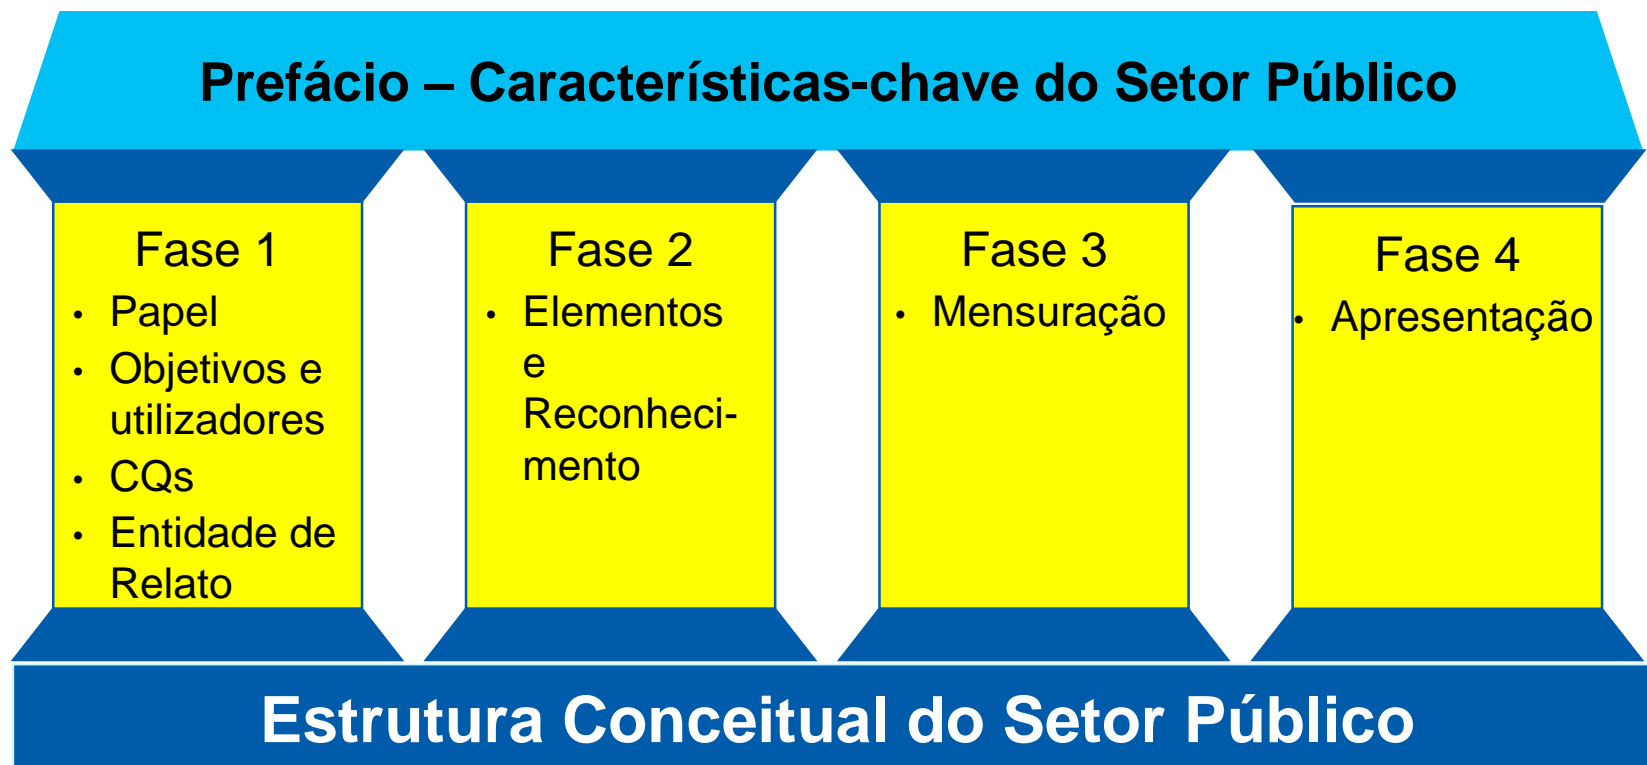 Prefácio – Características-chave do Setor Público
Fase 1
• Papel
• Objetivos e
utilizadores
• CQs
• Entidade de
Relato
Fase 2
• Elementos
e
Reconheci-
mento
Fase 3
• Mensuração
Fase 4
• Apresentação
Estrutura Conceitual do Setor Público